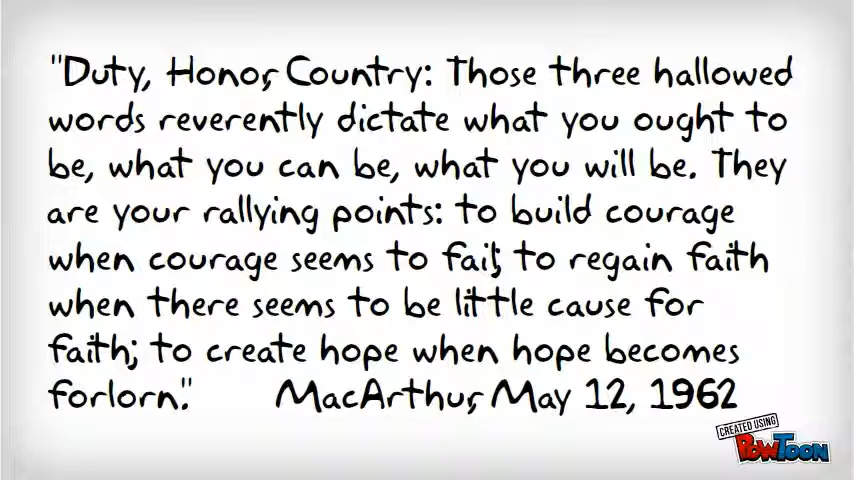 "Duty, Honor, Country: Those three hallowed
words reverently dictate what you ought to
be, what you can be, what you will be. They
are your rallying points: to build courage
when courage seems to fail; to regain faith
when there seems to be little cause for
faith; to create hope when hope becomes
forlorn." MacArthur, May 12, 1962
CREATED USING
POWTOON